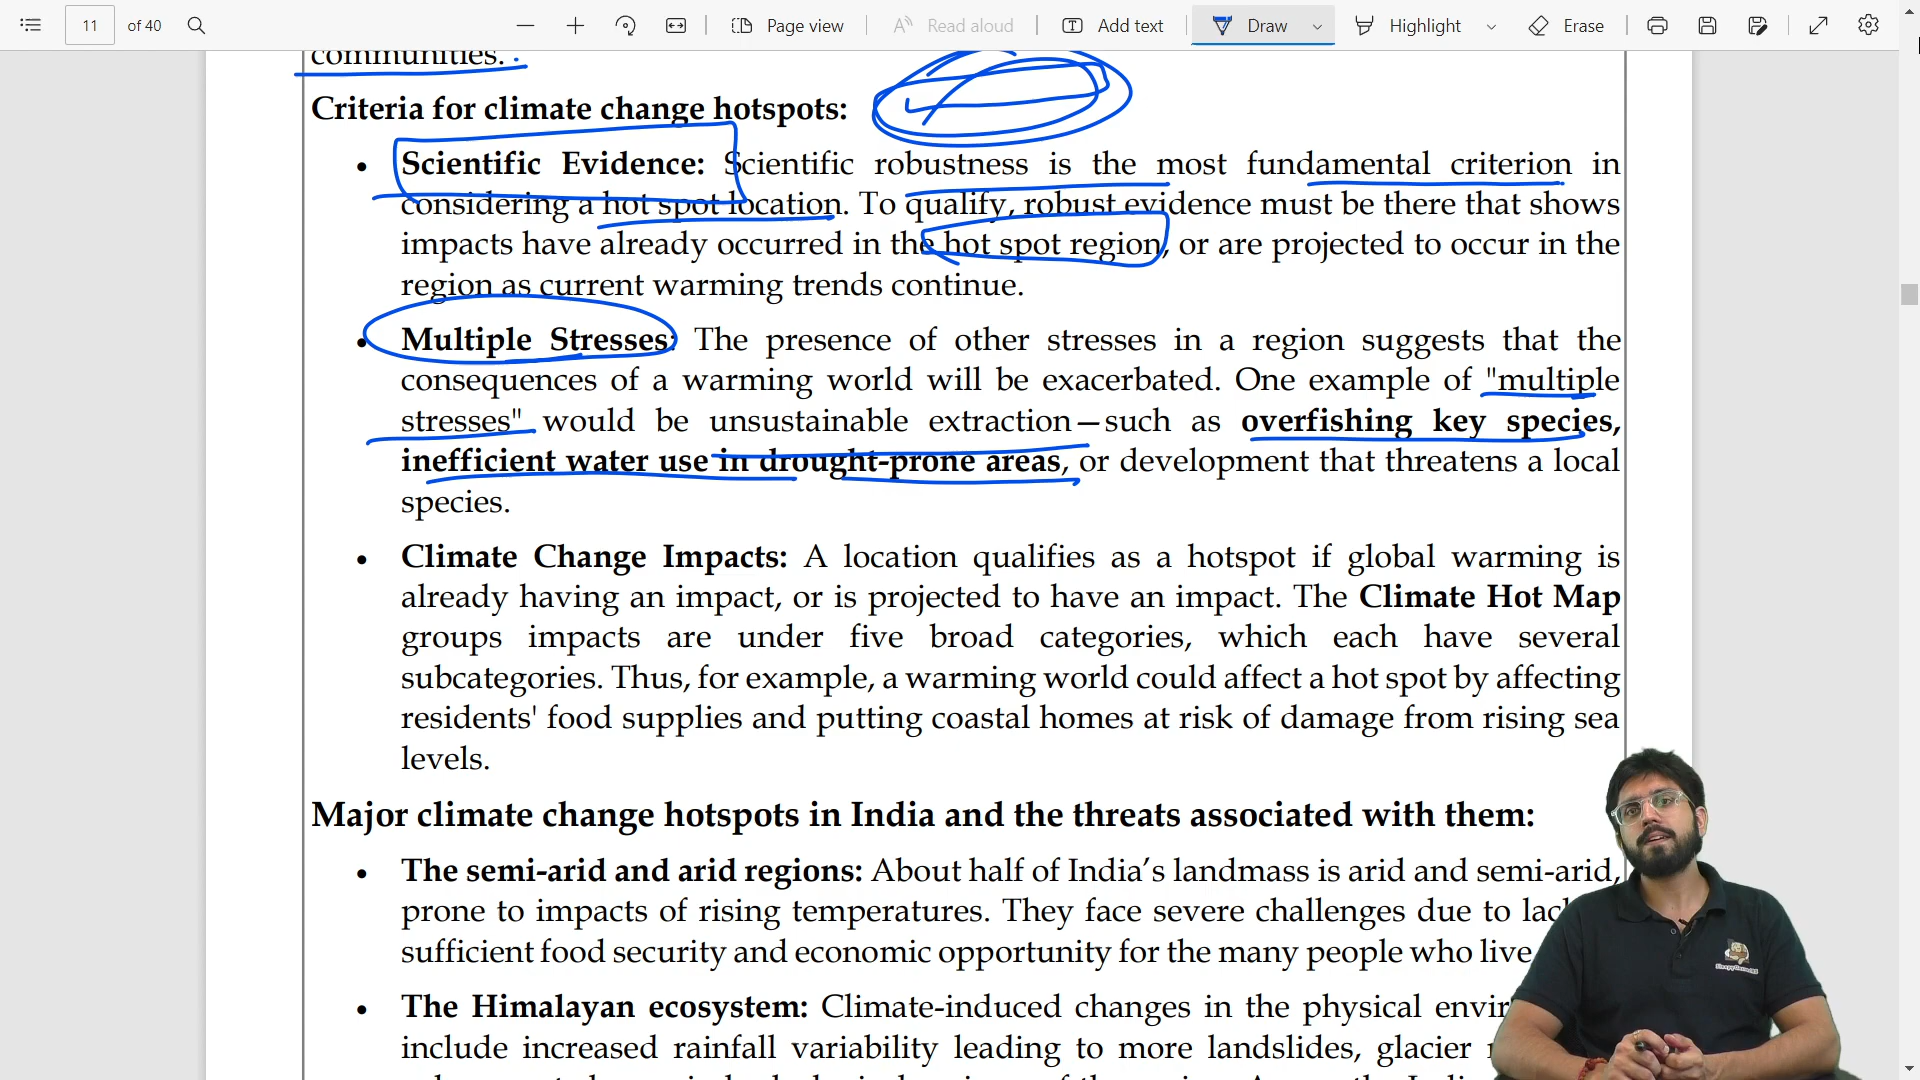 11 of 40 Page view Read aloud Add text Draw Highlight Erase
communities.
Criteria for climate change hotspots:
• Scientific Evidence: Scientific robustness is the most fundamental criterion in
considering a hot spot location. To qualify, robust evidence must be there that shows
impacts have already occurred in the hot spot region, or are projected to occur in the
region as current warming trends continue.
• Multiple Stresses: The presence of other stresses in a region suggests that the
consequences of a warming world will be exacerbated. One example of "multiple
stresses" would be unsustainable extraction—such as overfishing key species,
inefficient water use in drought-prone areas, or development that threatens a local
species.
• Climate Change Impacts: A location qualifies as a hotspot if global warming is
already having an impact, or is projected to have an impact. The Climate Hot Map
groups impacts are under five broad categories, which each have several
subcategories. Thus, for example, a warming world could affect a hot spot by affecting
residents' food supplies and putting coastal homes at risk of damage from rising sea
levels.
Major climate change hotspots in India and the threats associated with them:
• The semi-arid and arid regions: About half of India’s landmass is arid and semi-arid,
prone to impacts of rising temperatures. They face severe challenges due to
sufficient food security and economic opportunity for the many people who live
• The Himalayan ecosystem: Climate-induced changes in the physical
include increased rainfall variability leading to more landslides, glacier